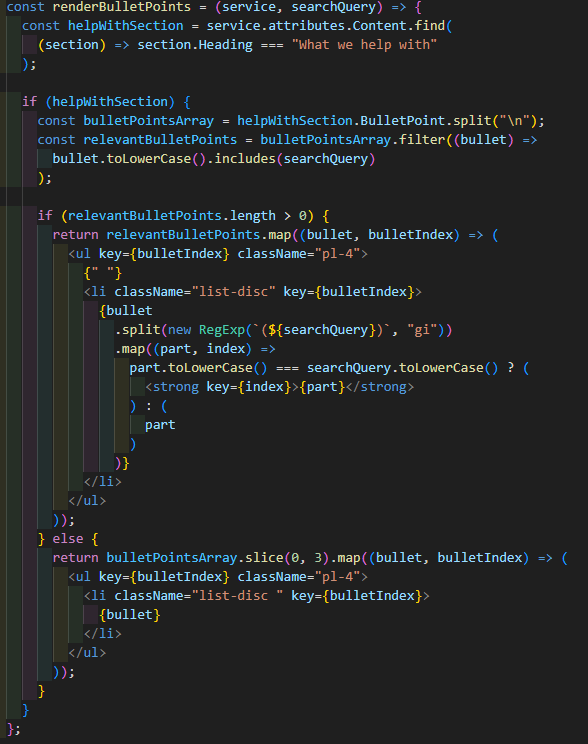 const renderBulletPoints = (service, searchQuery) => {
  const helpWithSection = service.attributes.Content.find(
    (section) => section.Heading === "What we help with"
  );

  if (helpWithSection) {
    const bulletPointsArray = helpWithSection.BulletPoint.split("\n");
    const relevantBulletPoints = bulletPointsArray.filter((bullet) =>
      bullet.toLowerCase().includes(searchQuery)
    );

    if (relevantBulletPoints.length > 0) {
      return relevantBulletPoints.map((bullet, bulletIndex) => (
        <ul key={bulletIndex} className="pl-4">
          {" "}
          <li className="list-disc" key={bulletIndex}>
            {bullet
              .split(new RegExp(`(${searchQuery})`, "gi"))
              .map((part, index) =>
                part.toLowerCase() === searchQuery.toLowerCase() ? (
                  <strong key={index}>{part}</strong>
                ) : (
                  part
                )
              )}
          </li>
        </ul>
      ));
    } else {
      return bulletPointsArray.slice(0, 3).map((bullet, bulletIndex) => (
        <ul key={bulletIndex} className="pl-4">
          <li className="list-disc " key={bulletIndex}>
            {bullet}
          </li>
        </ul>
      ));
    }
  }
};